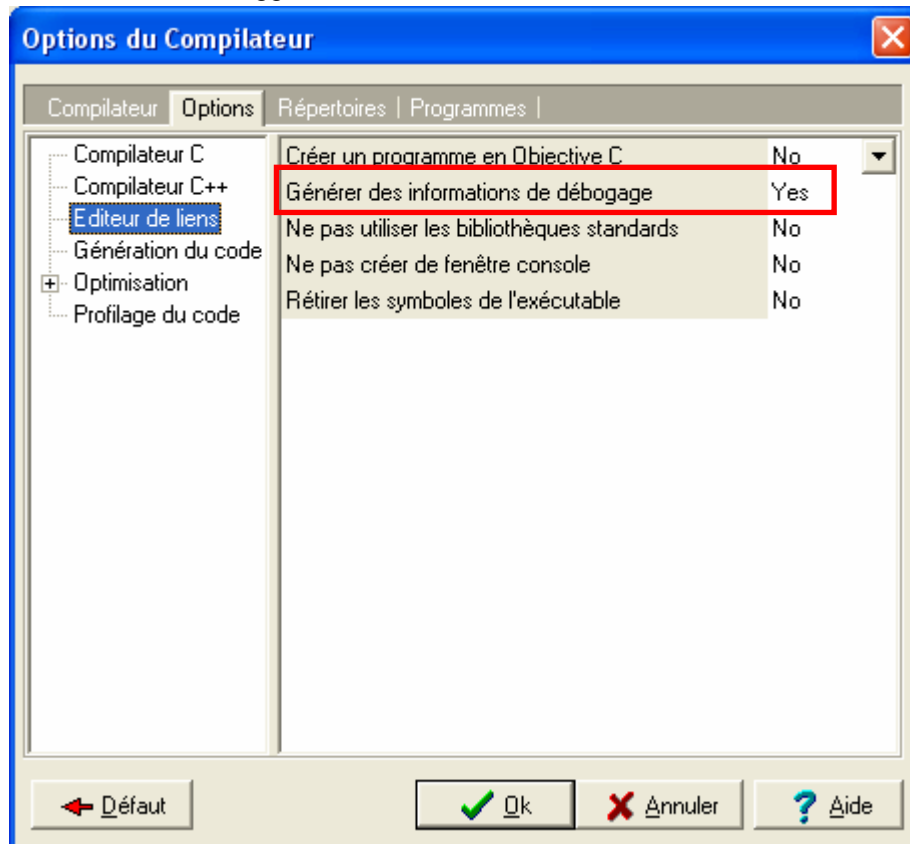 Options du Compilateur
Compilateur Options Répertoires | Programmes |
Compilateur C
Compilateur C++
Editeur de liens
Génération du code
Optimisation
Profilage du code
Créer un programme en Objective C No
Générer des informations de débogage Yes
Ne pas utiliser les bibliothèques standards No
Ne pas créer de fenêtre console No
Rétirer les symboles de l'exécutable No
Défaut Ok Annuler Aide